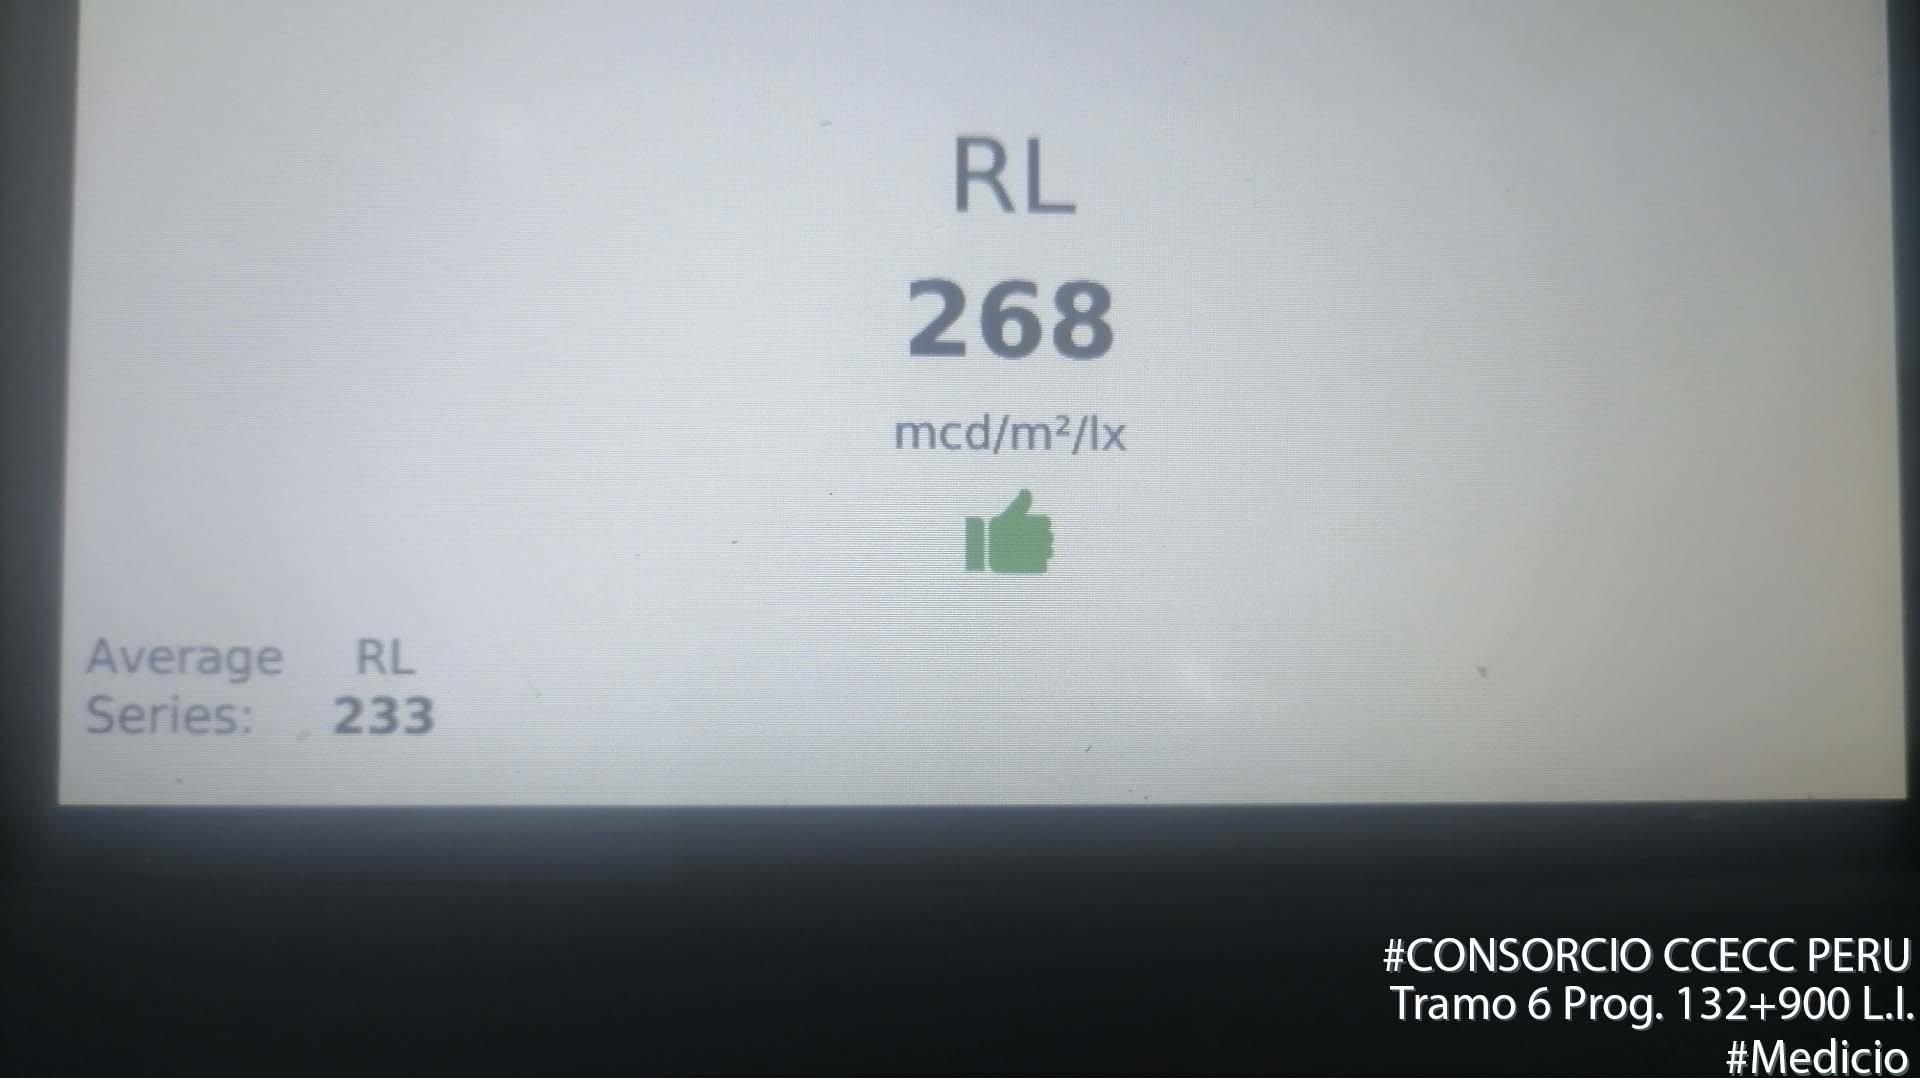 RL
268
mcd/m²/lx
Average RL
Series: 233
#CONSORCIO CCECC PERU
Tramo 6 Prog. 132+900 L.I.
#Medicio